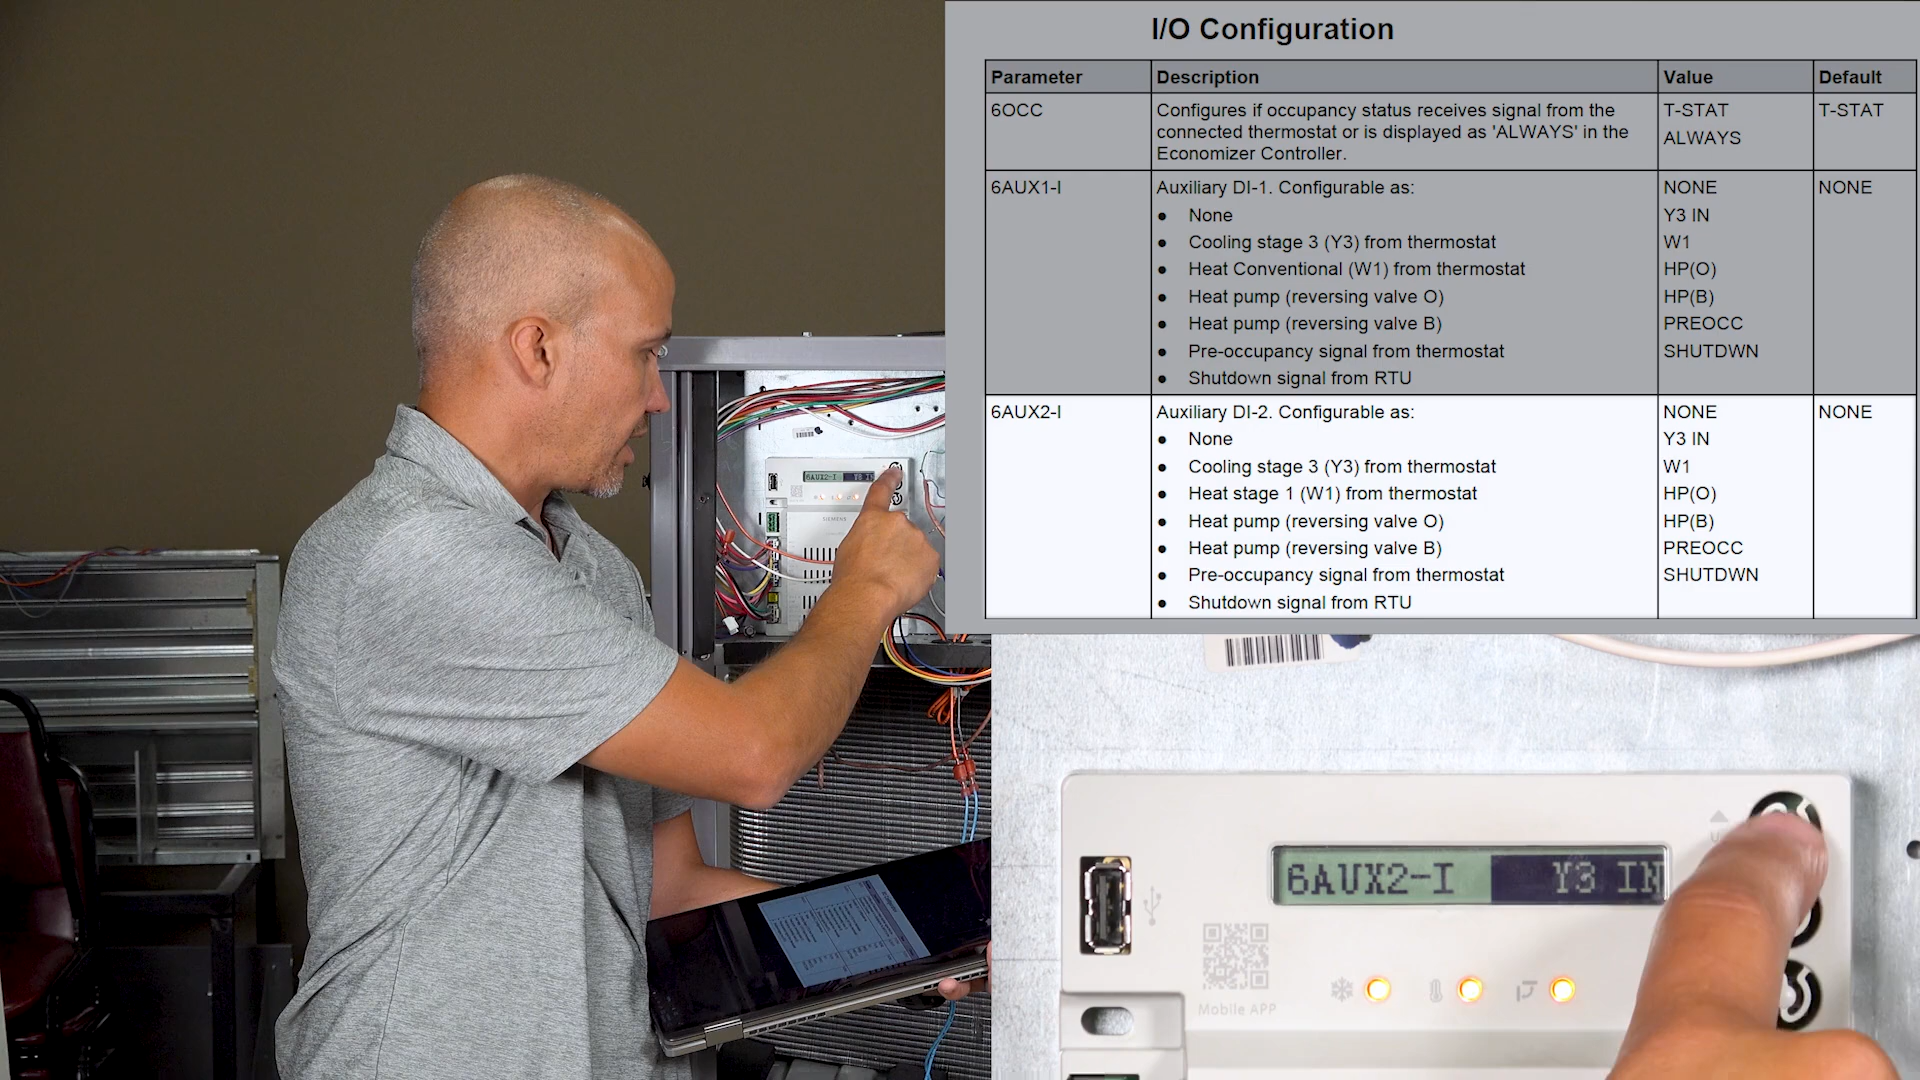 I/O Configuration
Parameter Description Value Default
6OCC Configures if occupancy status receives signal from the T-STAT T-STAT
connected thermostat or is displayed as 'ALWAYS' in the ALWAYS
Economizer Controller.
6AUX1-I Auxiliary DI-1. Configurable as: NONE NONE
● None Y3 IN
● Cooling stage 3 (Y3) from thermostat W1
● Heat Conventional (W1) from thermostat HP(O)
● Heat pump (reversing valve O) HP(B)
● Heat pump (reversing valve B) PREOCC
● Pre-occupancy signal from thermostat SHUTDWN
● Shutdown signal from RTU
6AUX2-I Auxiliary DI-2. Configurable as: NONE NONE
● None Y3 IN
● Cooling stage 3 (Y3) from thermostat W1
● Heat stage 1 (W1) from thermostat HP(O)
● Heat pump (reversing valve O) HP(B)
● Heat pump (reversing valve B) PREOCC
● Pre-occupancy signal from thermostat SHUTDWN
● Shutdown signal from RTU
6AUX2-I Y3 IN
SIEMENS
6AUX2-I Y3 IN
Mobile APP